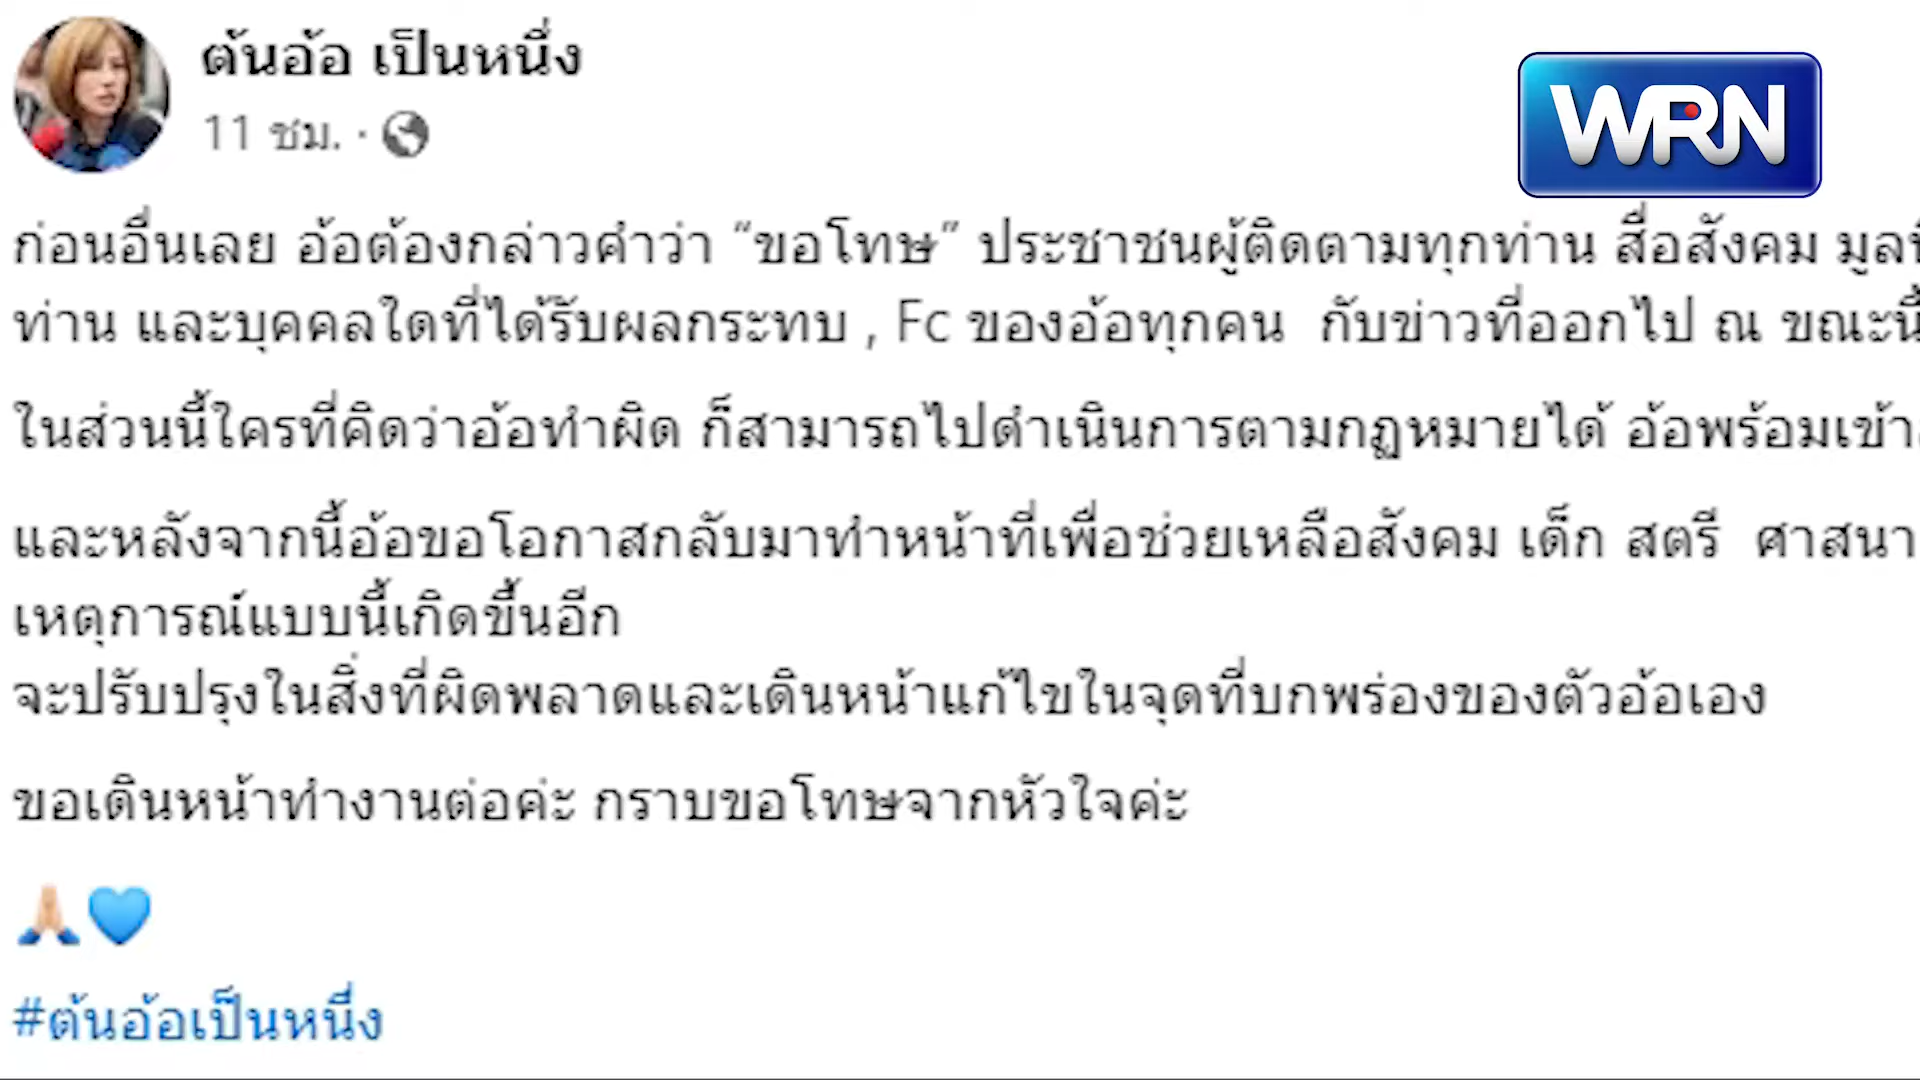 ต้นอ้อ เป็นหนึ่ง
11 ชม. ·
WRN
ก่อนอื่นเลย อ้อต้องกล่าวคำว่า “ขอโทษ” ประชาชนผู้ติดตามทุกท่าน สื่อสังคม
ท่าน และบุคคลใดที่ได้รับผลกระทบ , Fc ของอ้อทุกคน กับข่าวที่ออกไป ณ ขณะนี้
ในส่วนนี้ใครที่คิดว่าอ้อทำผิด ก็สามารถไปดำเนินการตามกฎหมายได้ อ้อพร้อมเข้า
และหลังจากนี้อ้อขอโอกาสกลับมาทำหน้าที่เพื่อช่วยเหลือสังคม เด็ก สตรี ศาสนา
เหตุการณ์แบบนี้เกิดขึ้นอีก
จะปรับปรุงในสิ่งที่ผิดพลาดและเดินหน้าแก้ไขในจุดที่บกพร่องของตัวอ้อเอง
ขอเดินหน้าทำงานต่อค่ะ กราบขอโทษจากหัวใจค่ะ
🙏🏻💙
#ต้นอ้อเป็นหนึ่ง